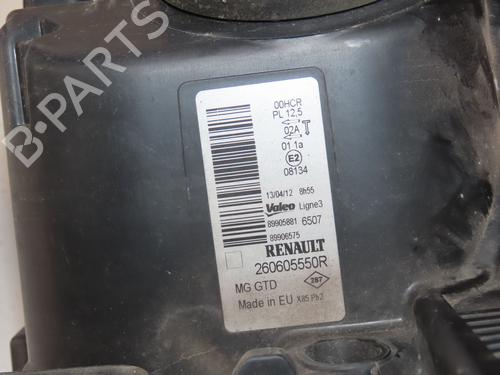 B-PARTS
00HCR
PL 12,5
02A
01 1a
E2
08134
13/04/12 8h55
Valeo Ligne3
89905881 6507
89906575
RENAULT
260605550R
MG GTD
287
Made in EU X85 Ph2